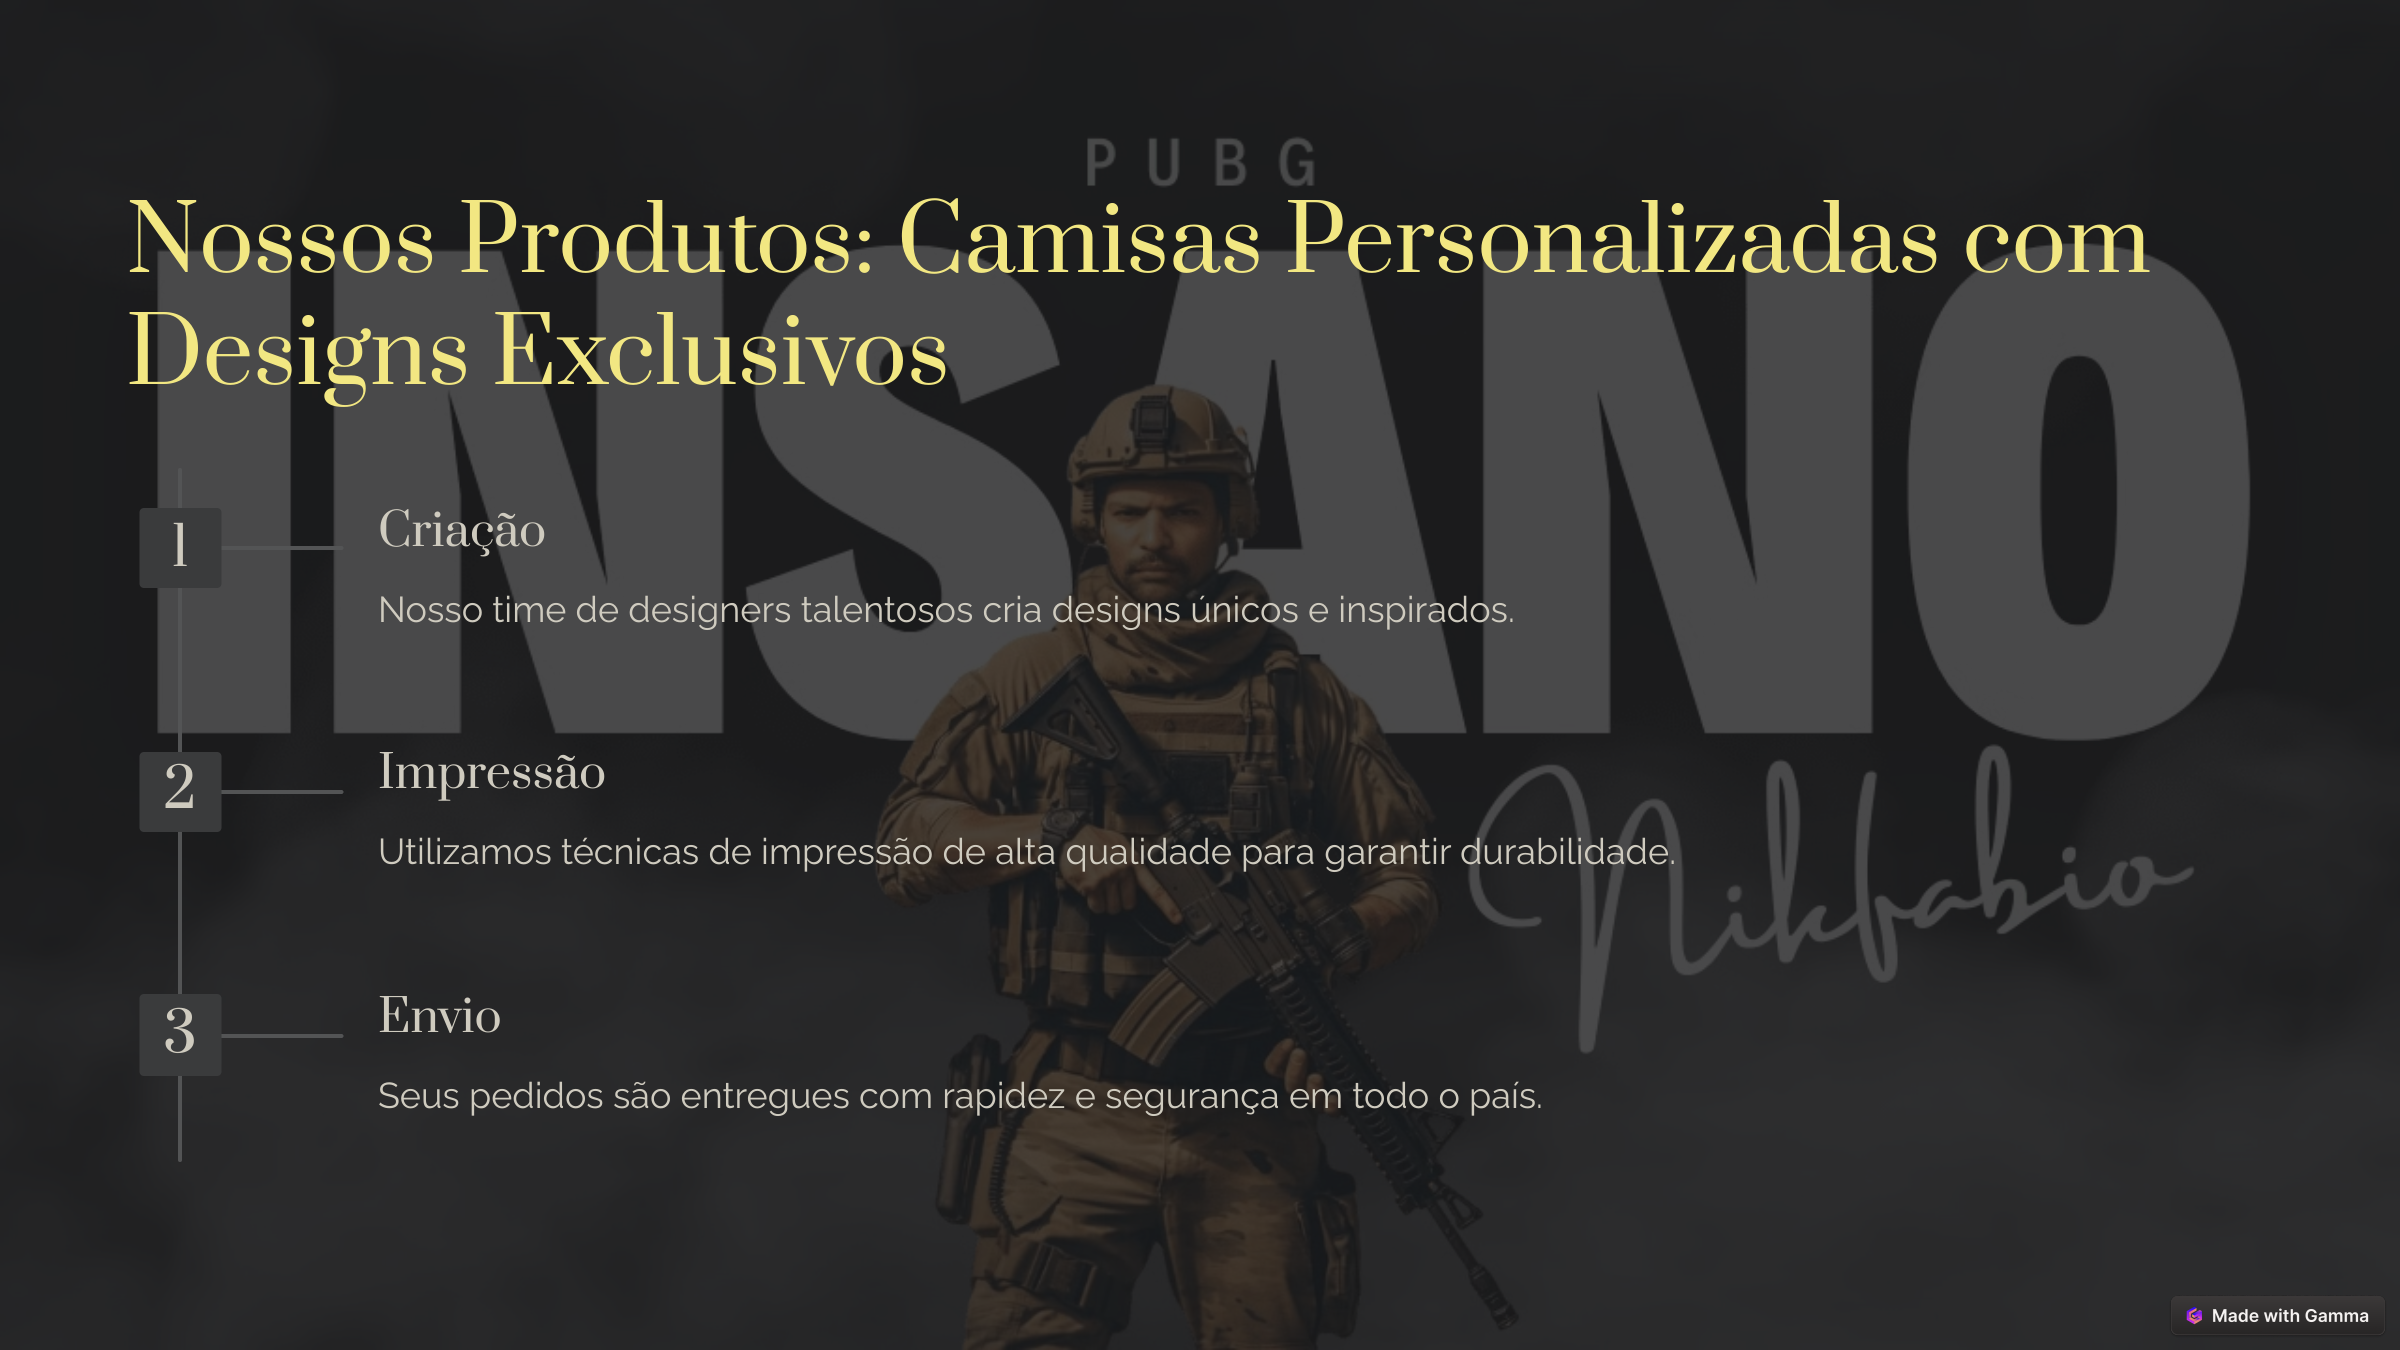 PUBG
Nossos Produtos: Camisas Personalizadas com
Designs Exclusivos
INSANO
1
Criação
Nosso time de designers talentosos cria designs únicos e inspirados.
2
Impressão
Utilizamos técnicas de impressão de alta qualidade para garantir durabilidade.
Nikfabio
3
Envio
Seus pedidos são entregues com rapidez e segurança em todo o país.
Made with Gamma